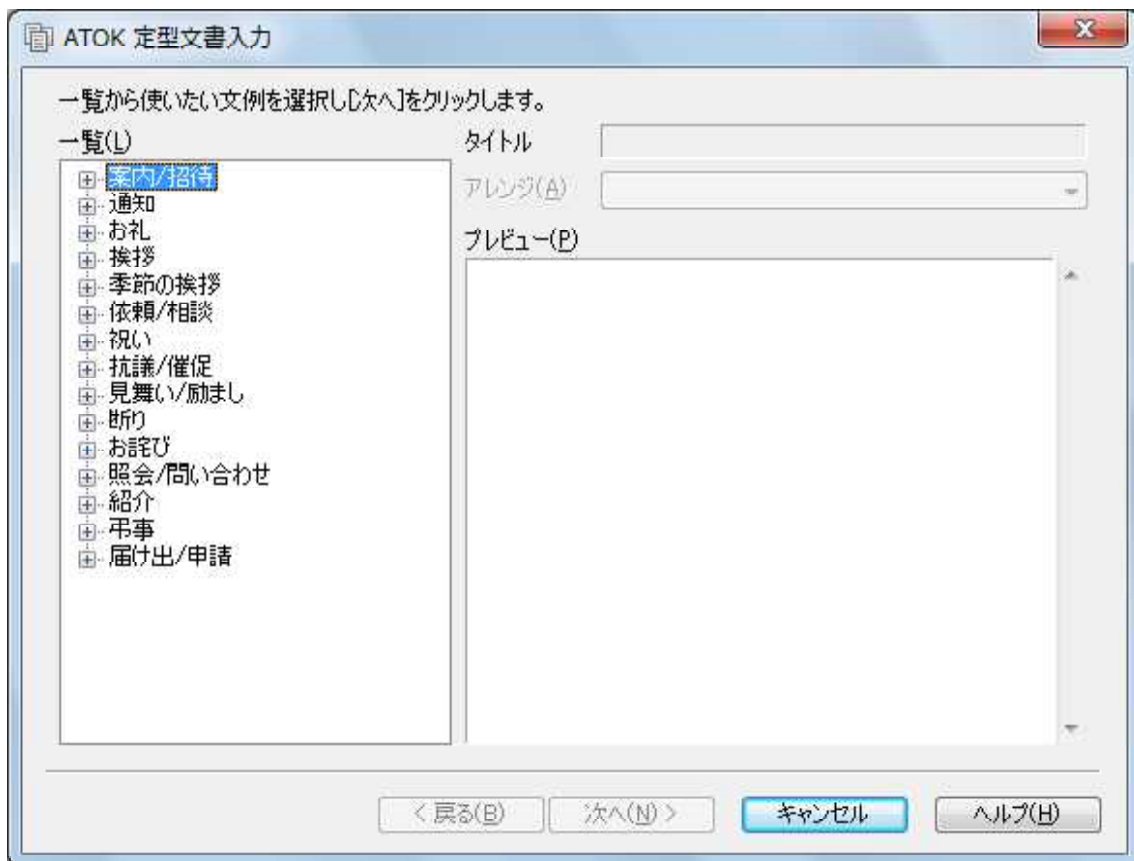 ATOK 定型文書入力
一覧から使いたい文例を選択し[次へ]をクリックします。
一覧(L)
案内/招待
通知
お礼
挨拶
季節の挨拶
依頼/相談
祝い
抗議/催促
見舞い/励まし
断り
お詫び
照会/問い合わせ
紹介
弔事
届け出/申請
タイトル
アレンジ(A)
プレビュー(P)
< 戻る(B)
次へ(N) >
キャンセル
ヘルプ(H)